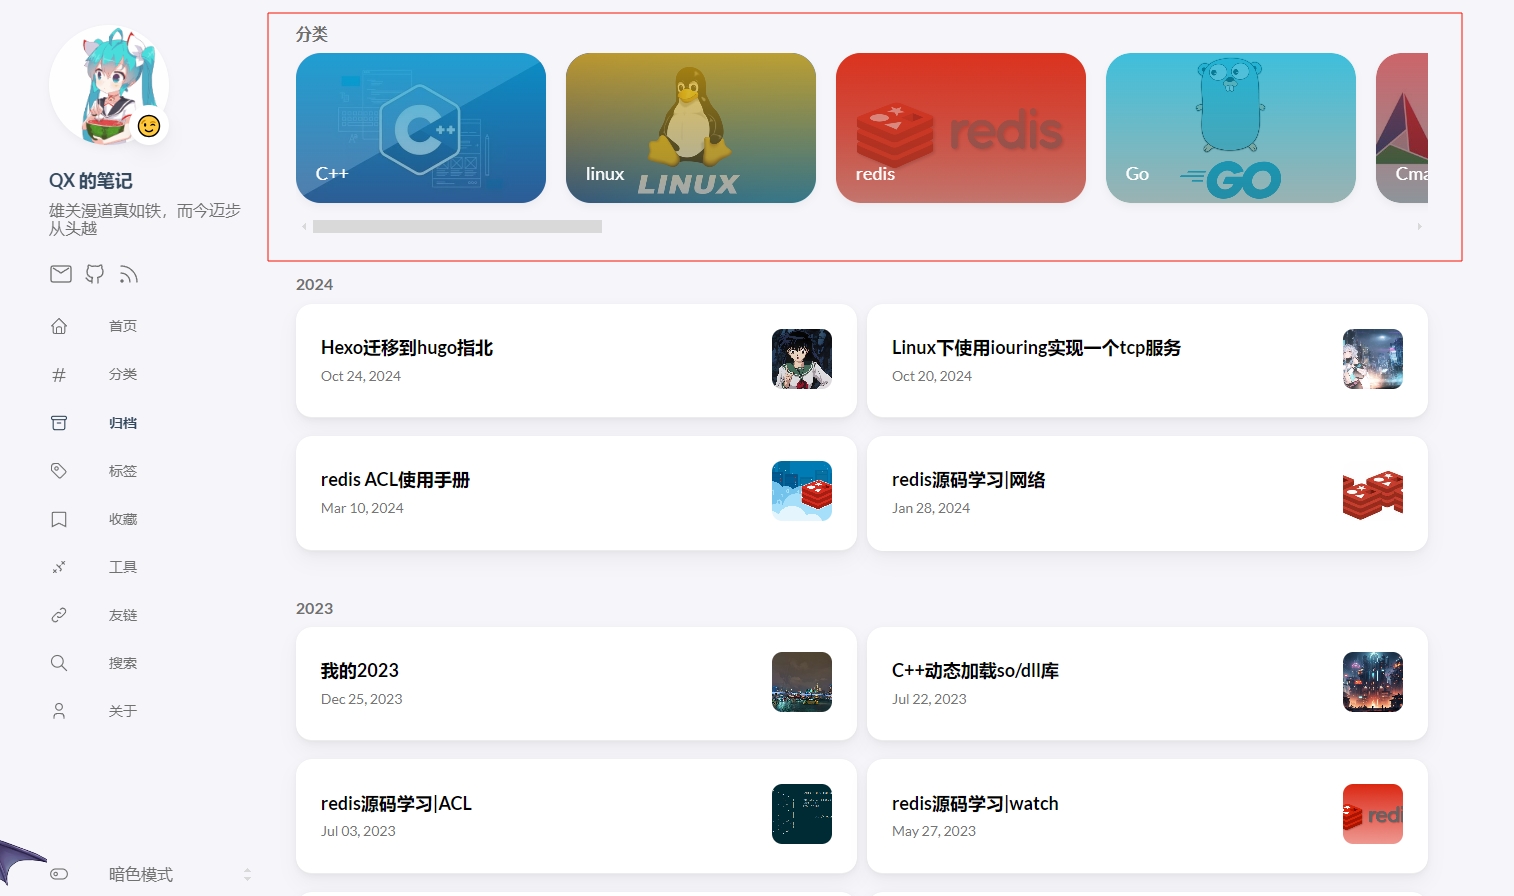 QX 的笔记
雄关漫道真如铁，而今迈步
从头越
首页
分类
归档
标签
收藏
工具
友链
搜索
关于
暗色模式
分类
C++
C++
linux
LINUX
redis
redis
Go
GO
Cma
2024
Hexo迁移到hugo指北
Oct 24, 2024
Linux下使用iouring实现一个tcp服务
Oct 20, 2024
redis ACL使用手册
Mar 10, 2024
redis源码学习|网络
Jan 28, 2024
2023
我的2023
Dec 25, 2023
C++动态加载so/dll库
Jul 22, 2023
redis源码学习|ACL
Jul 03, 2023
redis源码学习|watch
May 27, 2023
redi